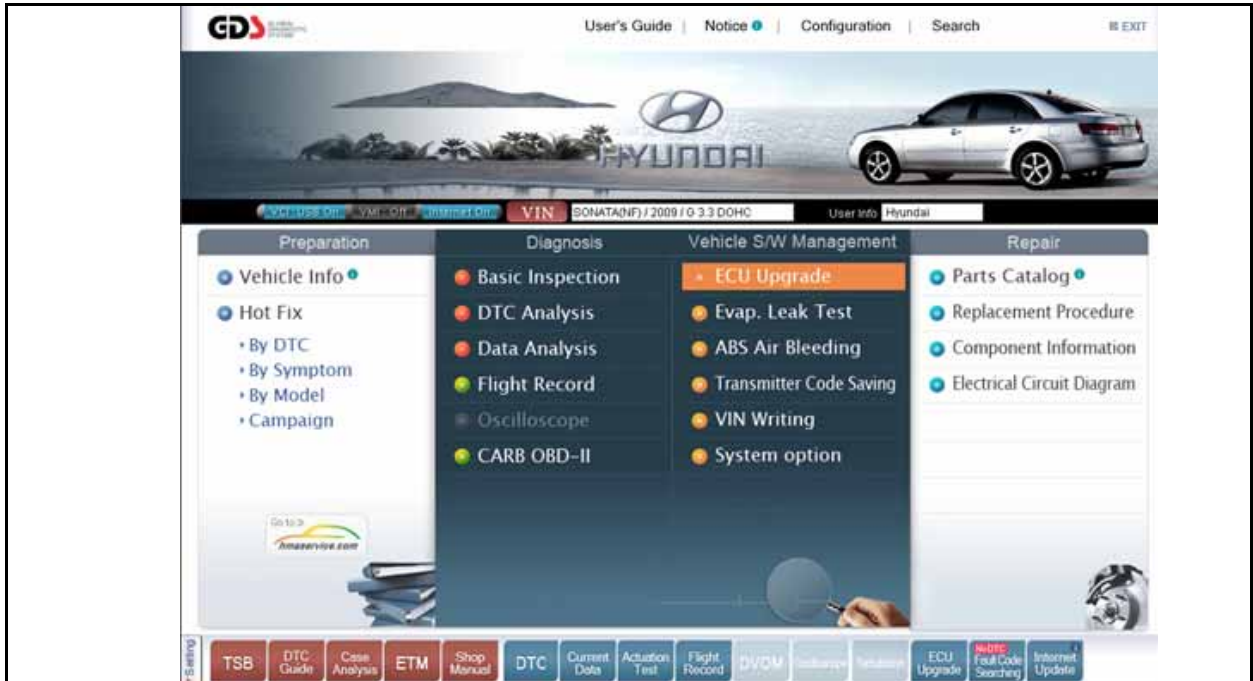 GDS
User's Guide | Notice | Configuration | Search
EXIT
HYUNDAI
VCI: USB On
VMI: Off
Internet On
VIN
SONATA(NF) / 2009 / G 3.3 DOHC
User Info
Hyundai
Preparation
Vehicle Info
Hot Fix
By DTC
By Symptom
By Model
Campaign
Go to
hmaservice.com
Diagnosis
Basic Inspection
DTC Analysis
Data Analysis
Flight Record
Oscilloscope
CARB OBD-II
Vehicle S/W Management
ECU Upgrade
Evap. Leak Test
ABS Air Bleeding
Transmitter Code Saving
VIN Writing
System option
Repair
Parts Catalog
Replacement Procedure
Component Information
Electrical Circuit Diagram
Setting
TSB
DTC
Guide
Case
Analysis
ETM
Shop
Manual
DTC
Current
Data
Actuation
Test
Flight
Record
DVOM
ECU
Upgrade
No DTC
Fault Code
Searching
Internet
Update